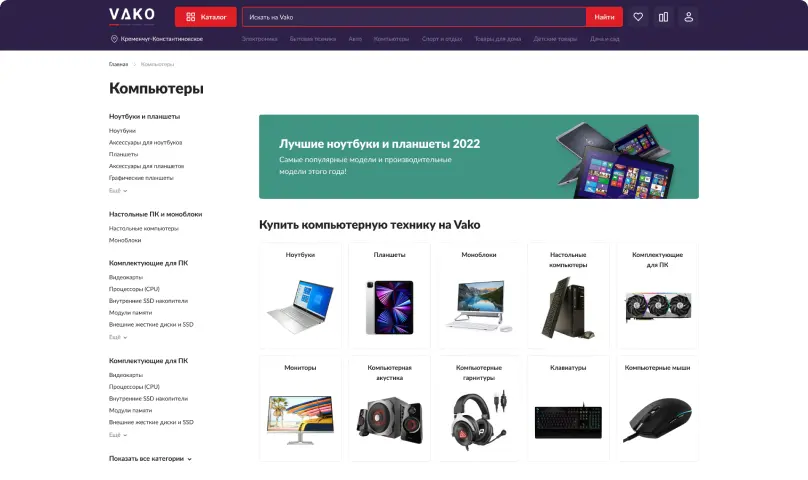 VAKO
Каталог
Искать на Vako
Найти
Кременчуг-Константиновское
Электроника
Бытовая техника
Авто
Компьютеры
Спорт и отдых
Товары для дома
Детские товары
Дача и сад
Главная
Компьютеры
Компьютеры
Ноутбуки и планшеты
Ноутбуки
Аксессуары для ноутбуков
Планшеты
Аксессуары для планшетов
Графические планшеты
Ещё
Настольные ПК и моноблоки
Настольные компьютеры
Моноблоки
Комплектующие для ПК
Видеокарты
Процессоры (CPU)
Внутренние SSD накопители
Модули памяти
Внешние жесткие диски и SSD
Ещё
Комплектующие для ПК
Видеокарты
Процессоры (CPU)
Внутренние SSD накопители
Модули памяти
Внешние жесткие диски и SSD
Ещё
Показать все категории
Лучшие ноутбуки и планшеты 2022
Самые популярные модели и производительные
модели этого года!
Купить компьютерную технику на Vako
Ноутбуки
Планшеты
Моноблоки
Настольные
компьютеры
Комплектующие
для ПК
Мониторы
Компьютерная
акустика
Компьютерные
гарнитуры
Клавиатуры
Компьютерные мыши